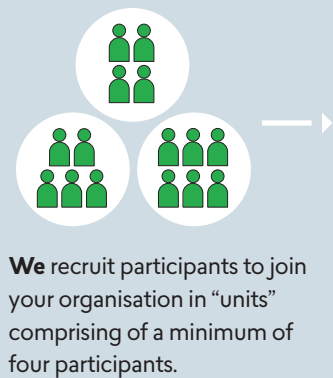 We recruit participants to join
your organisation in “units”
comprising of a minimum of
four participants.